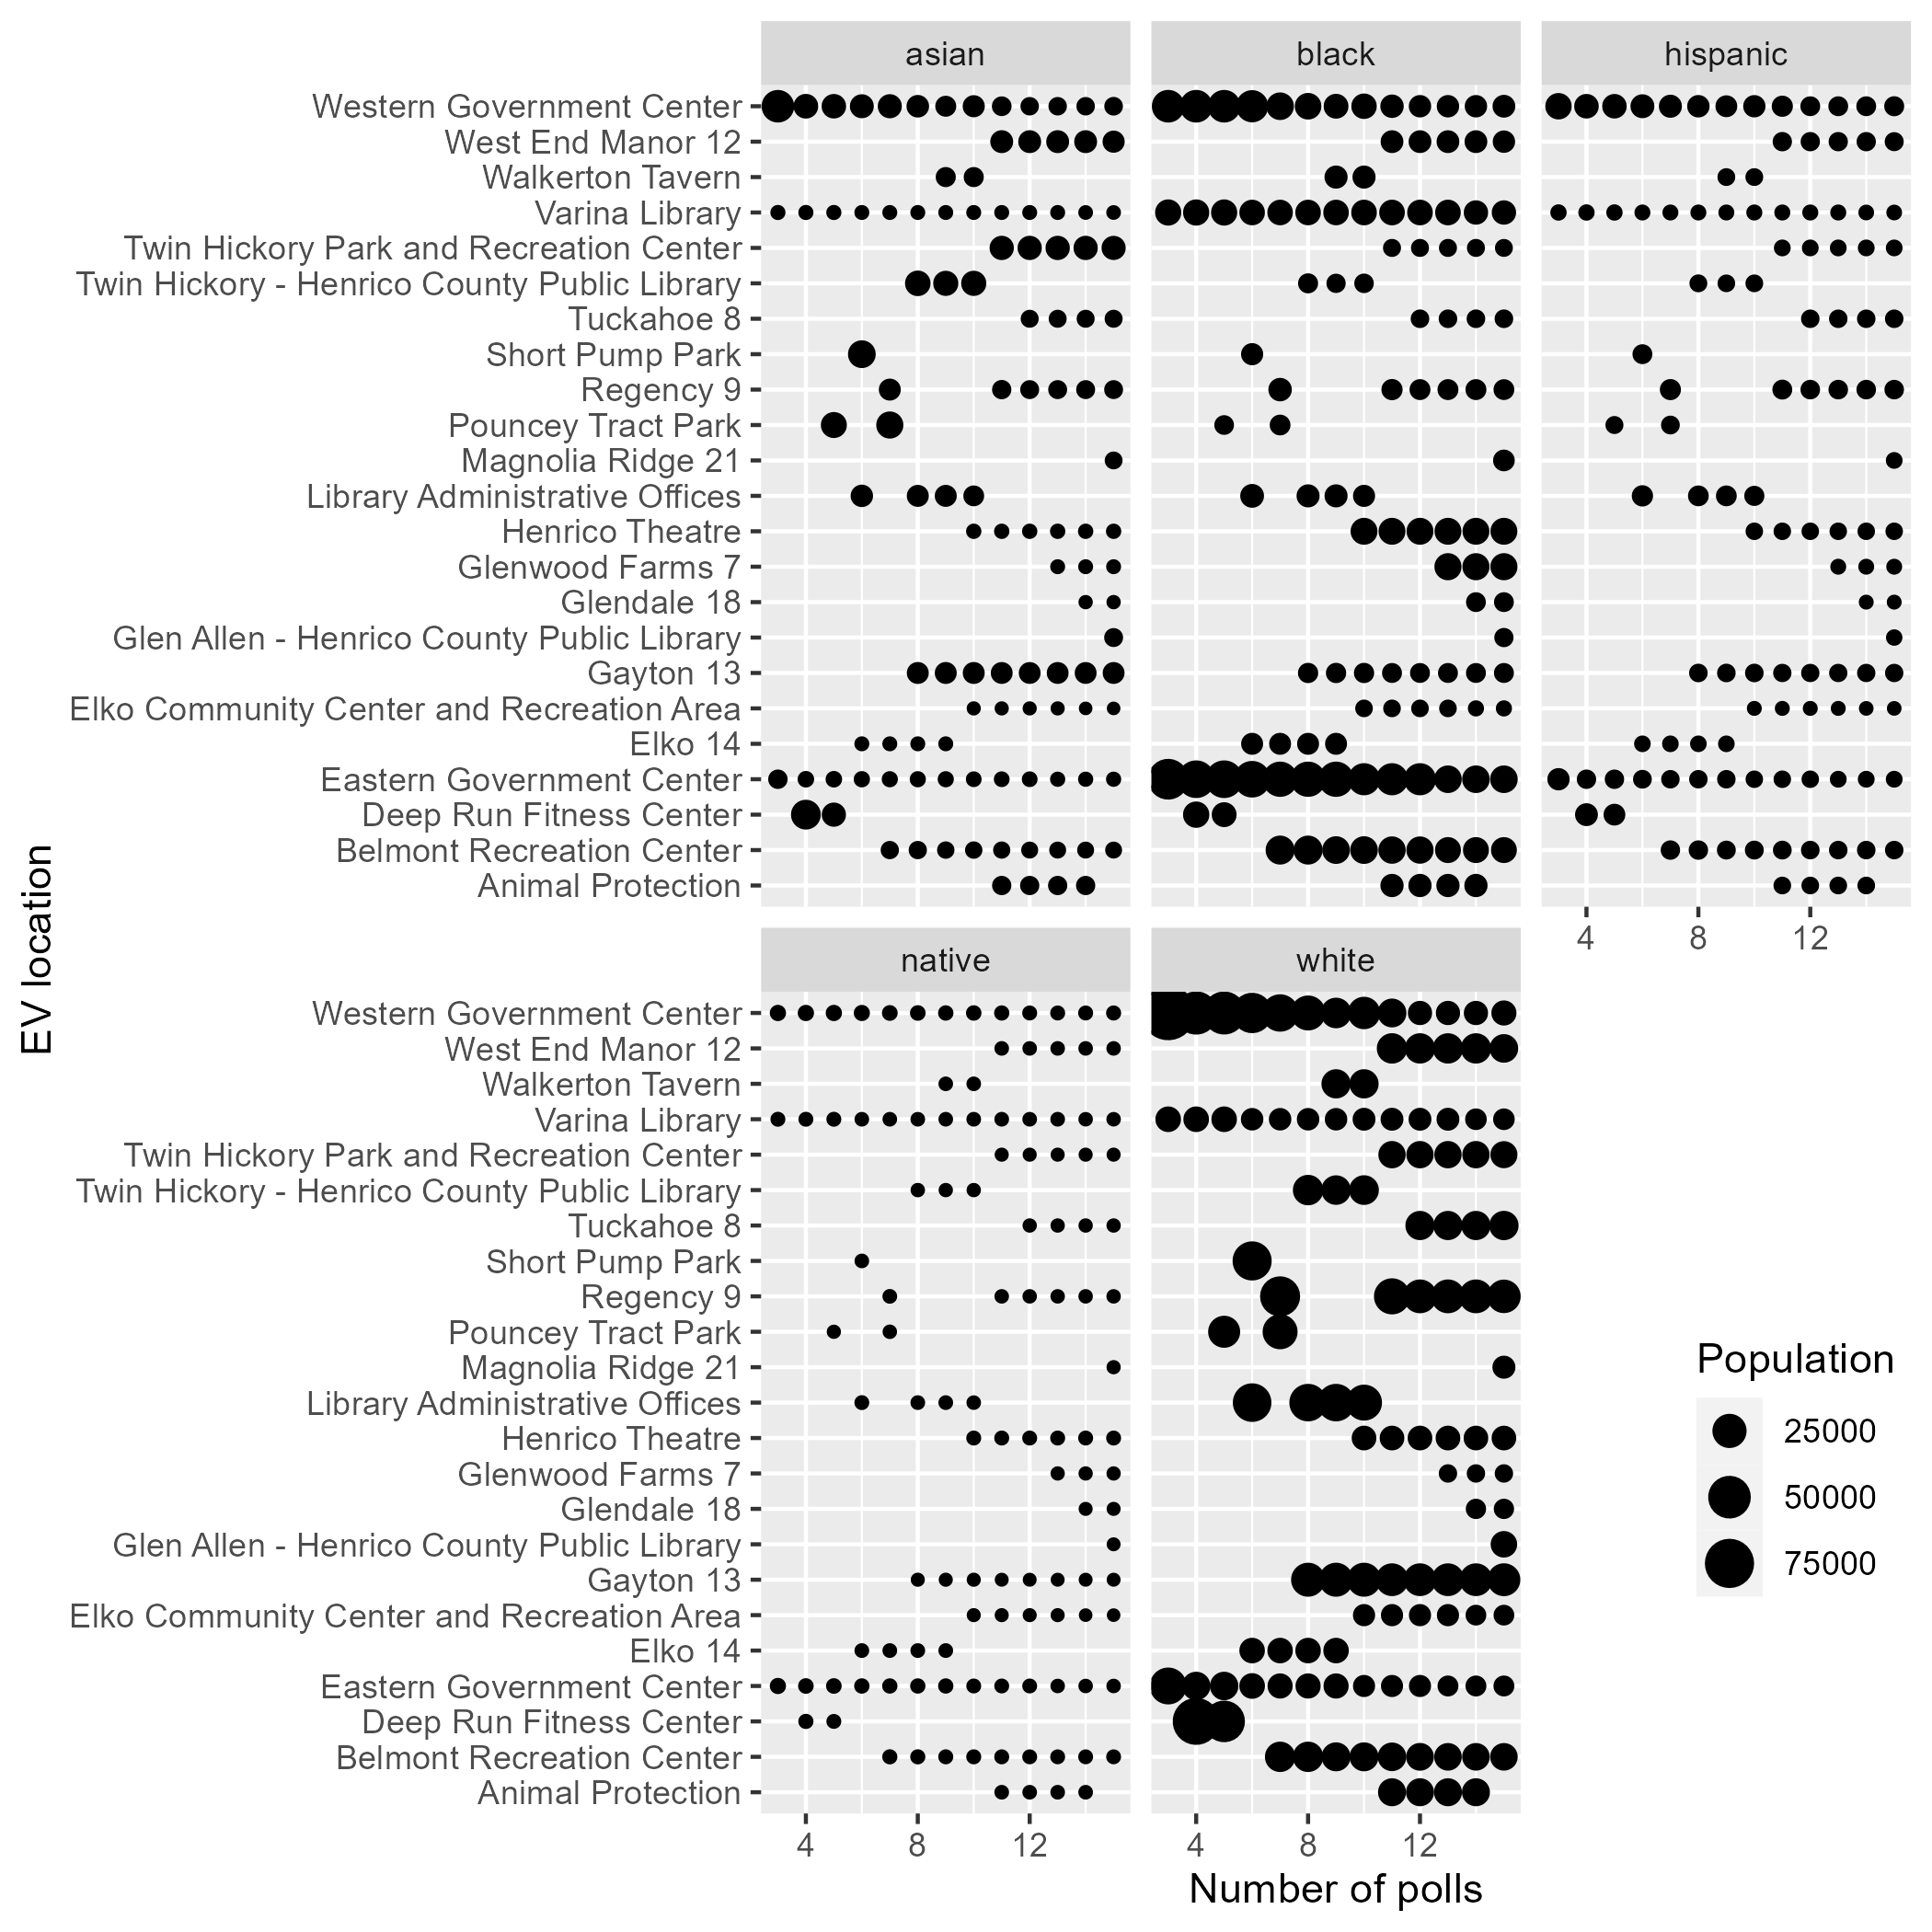 asian
black
hispanic
Western Government Center
West End Manor 12
Walkerton Tavern
Varina Library
Twin Hickory Park and Recreation Center
Twin Hickory - Henrico County Public Library
Tuckahoe 8
Short Pump Park
Regency 9
Pouncey Tract Park
Magnolia Ridge 21
Library Administrative Offices
Henrico Theatre
Glenwood Farms 7
Glendale 18
Glen Allen - Henrico County Public Library
Gayton 13
Elko Community Center and Recreation Area
Elko 14
Eastern Government Center
Deep Run Fitness Center
Belmont Recreation Center
Animal Protection
4 8 12
EV location
native
white
Western Government Center
West End Manor 12
Walkerton Tavern
Varina Library
Twin Hickory Park and Recreation Center
Twin Hickory - Henrico County Public Library
Tuckahoe 8
Short Pump Park
Regency 9
Pouncey Tract Park
Magnolia Ridge 21
Library Administrative Offices
Henrico Theatre
Glenwood Farms 7
Glendale 18
Glen Allen - Henrico County Public Library
Gayton 13
Elko Community Center and Recreation Area
Elko 14
Eastern Government Center
Deep Run Fitness Center
Belmont Recreation Center
Animal Protection
4 8 12
4 8 12
Number of polls
Population
25000
50000
75000